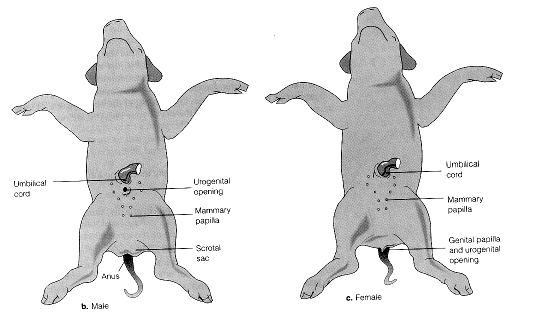 Umbilical
cord
Urogenital
opening
Mammary
papilla
Scrotal
sac
Anus
b. Male
Umbilical
cord
Mammary
papilla
Genital papilla
and urogenital
opening
c. Female